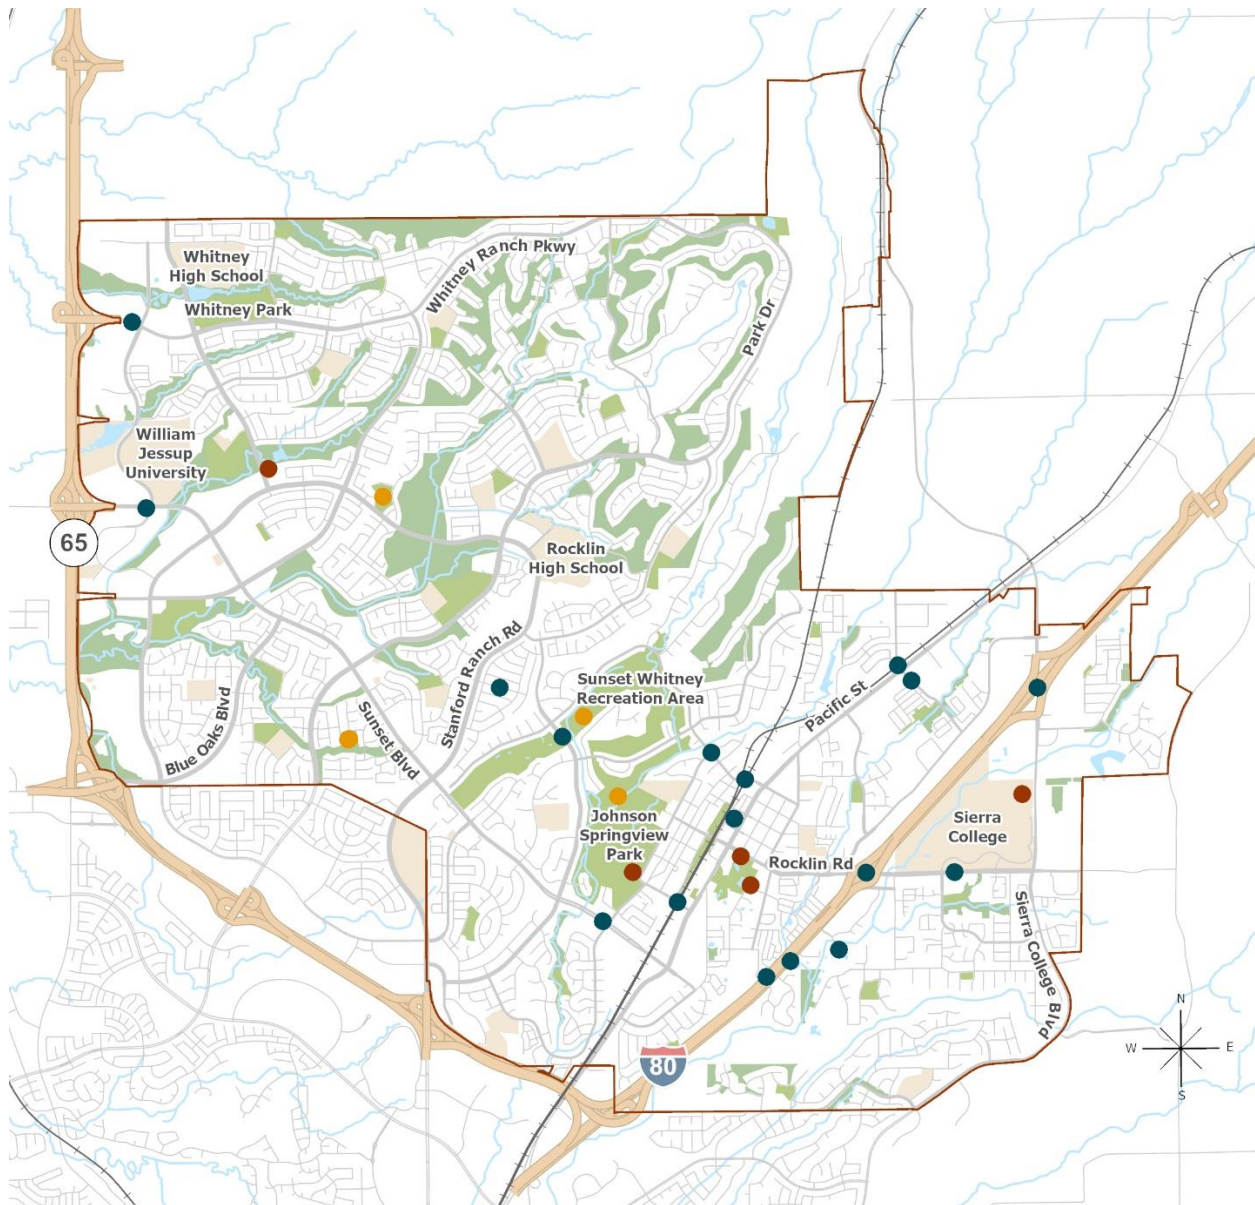 Whitney
High School
Whitney Ranch Pkwy
Whitney Park
Park Dr
William
Jessup
University
65
Rocklin
High School
Stanford Ranch Rd
Sunset Whitney
Recreation Area
Pacific St
Blue Oaks Blvd
Sunset Blvd
Johnson
Springview
Park
Sierra
College
Rocklin Rd
Sierra College Blvd
80
N
W
E
S